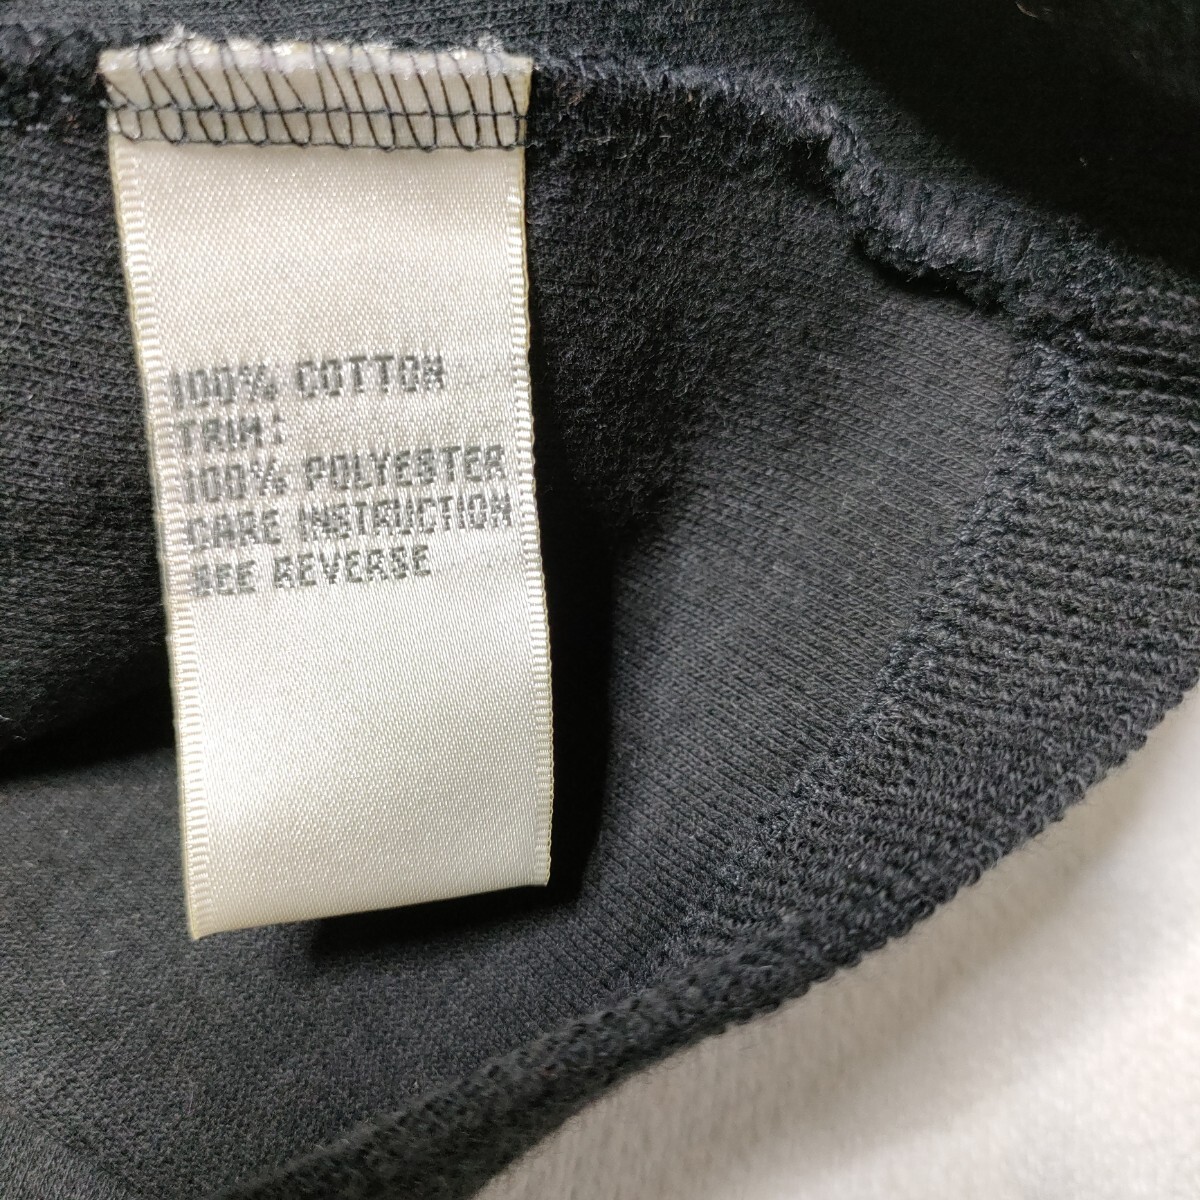 100% COTTON
TRIM:
100% POLYESTER
CARE INSTRUCTION
SEE REVERSE